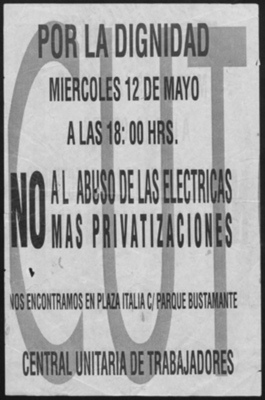 CUT
POR LA DIGNIDAD
MIERCOLES 12 DE MAYO
A LAS 18:00 HRS.
NO A L ABUSO DE LAS ELECTRICAS
MAS PRIVATIZACIONES
NOS ENCONTRAMOS EN PLAZA ITALIA C/ PARQUE BUSTAMANTE
CENTRAL UNITARIA DE TRABAJADORES